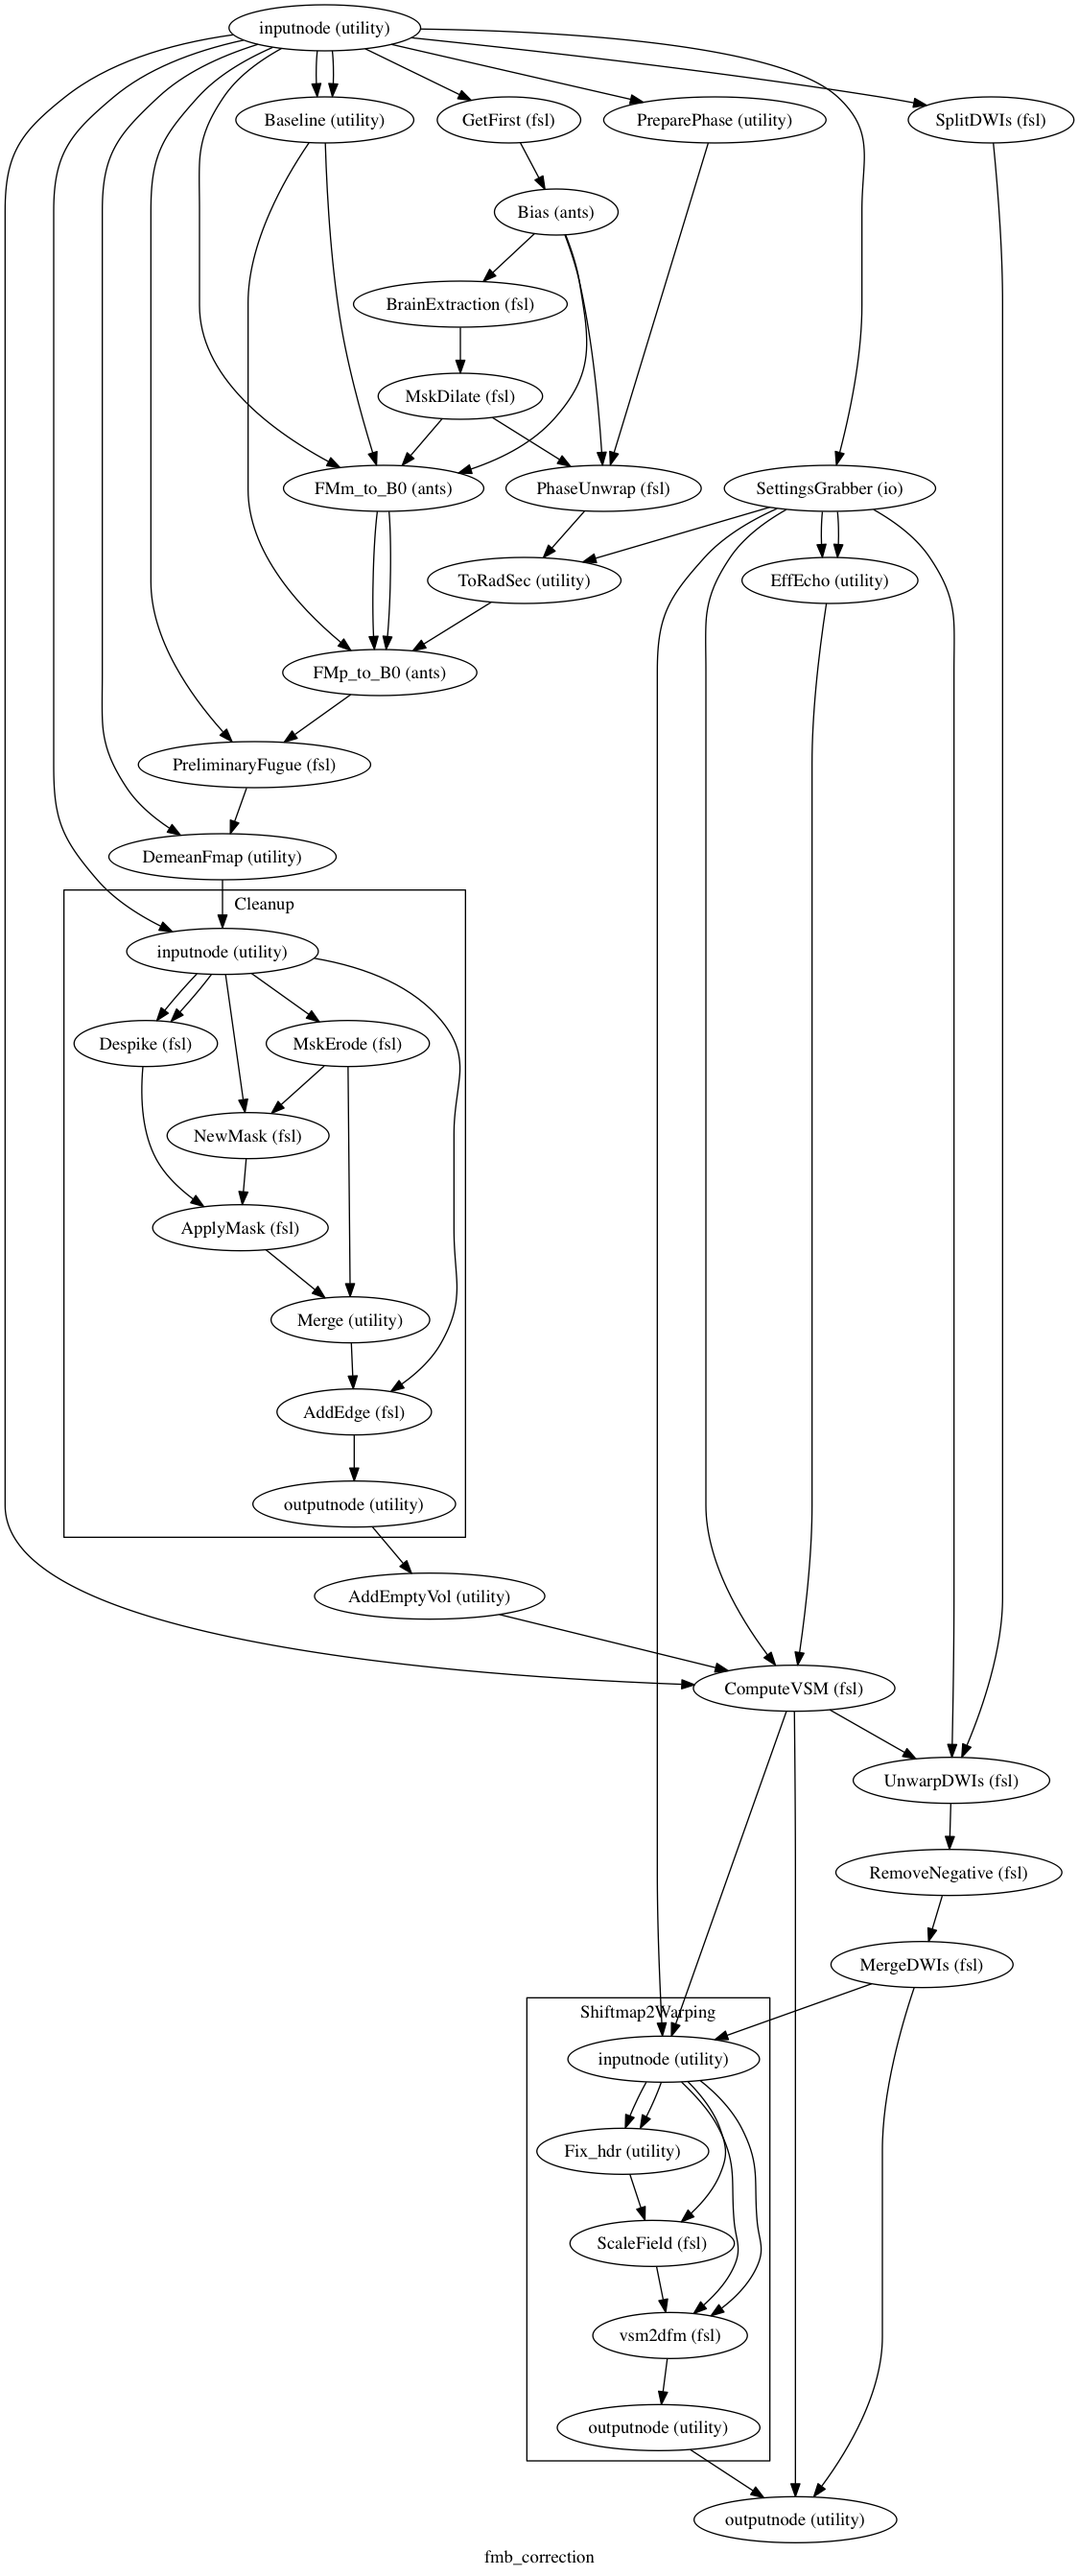 inputnode (utility)
Baseline (utility)
GetFirst (fsl)
PreparePhase (utility)
SplitDWIs (fsl)
Bias (ants)
BrainExtraction (fsl)
MskDilate (fsl)
FMm_to_B0 (ants)
PhaseUnwrap (fsl)
SettingsGrabber (io)
ToRadSec (utility)
EffEcho (utility)
FMp_to_B0 (ants)
PreliminaryFugue (fsl)
DemeanFmap (utility)
Cleanup
inputnode (utility)
Despike (fsl)
MskErode (fsl)
NewMask (fsl)
ApplyMask (fsl)
Merge (utility)
AddEdge (fsl)
outputnode (utility)
AddEmptyVol (utility)
ComputeVSM (fsl)
UnwarpDWIs (fsl)
RemoveNegative (fsl)
MergeDWIs (fsl)
Shiftmap2Warping
inputnode (utility)
Fix_hdr (utility)
ScaleField (fsl)
vsm2dfm (fsl)
outputnode (utility)
outputnode (utility)
fmb_correction